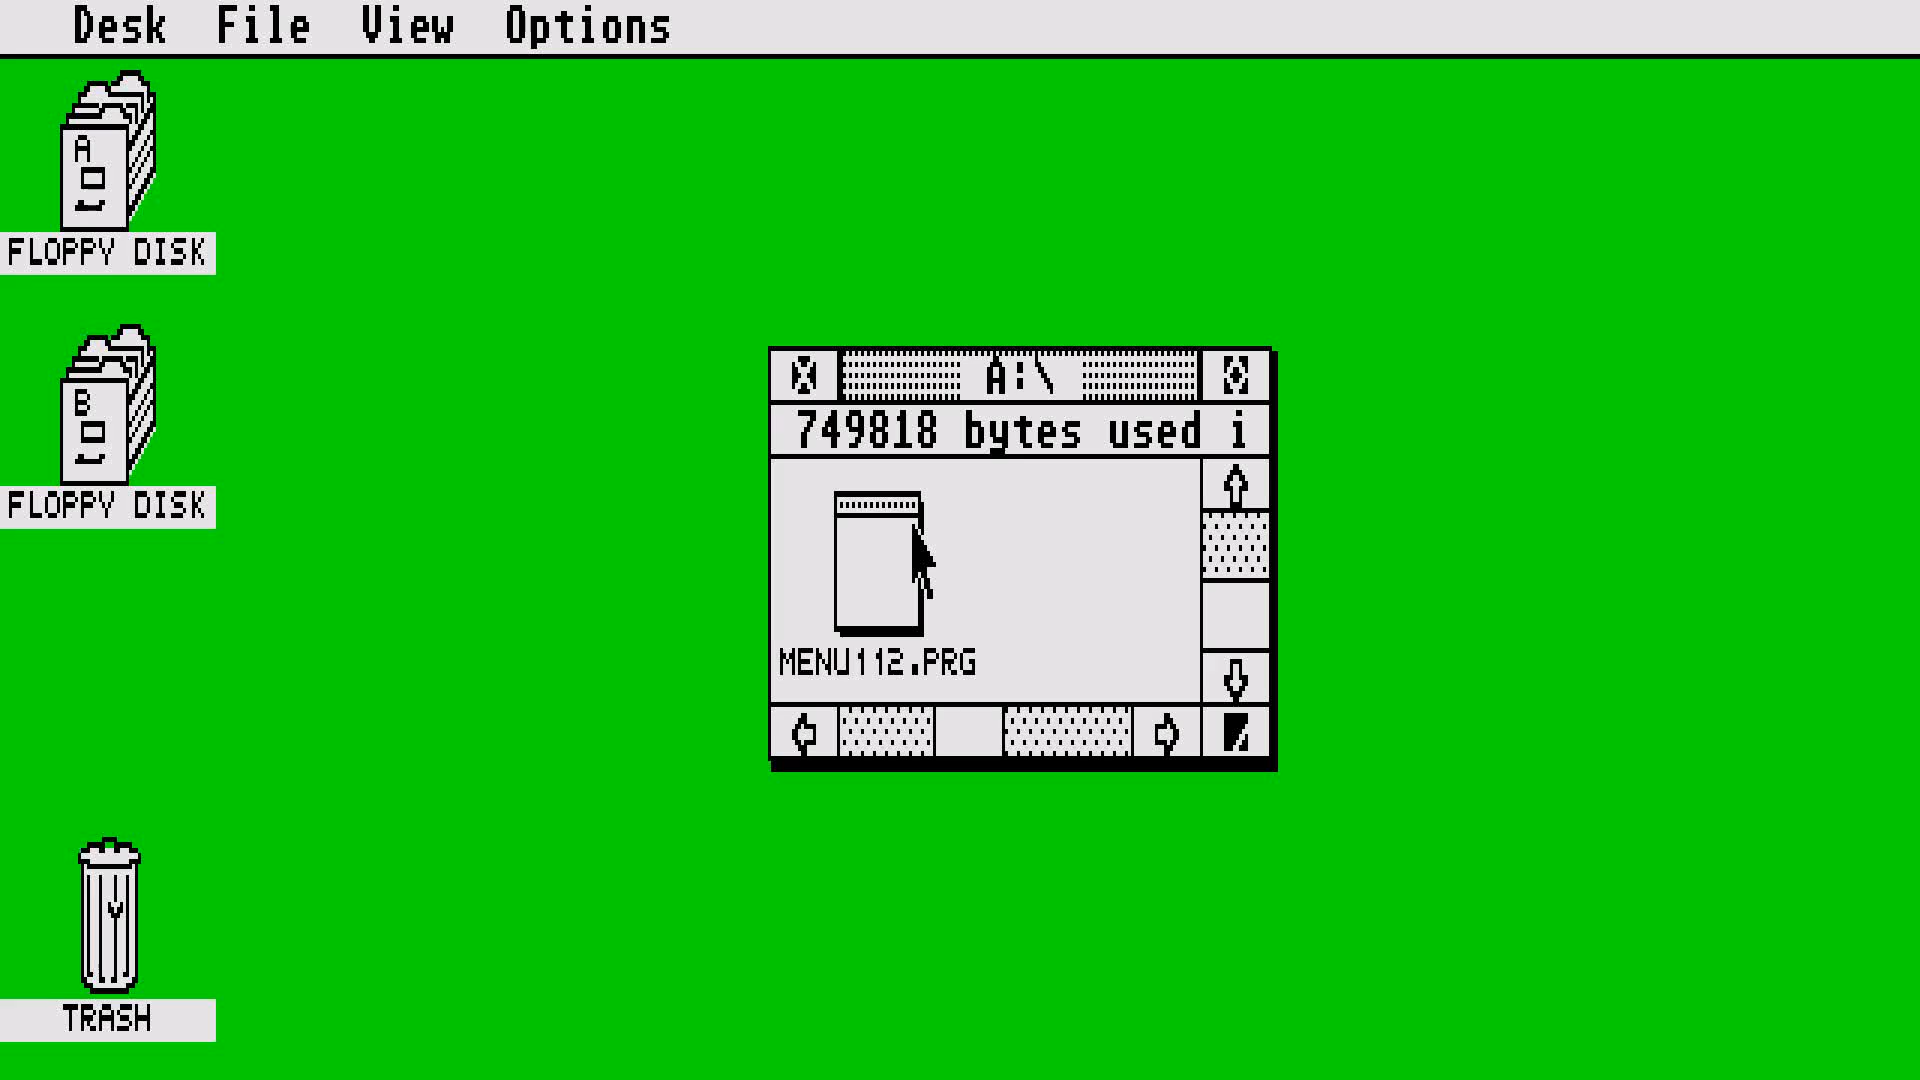 Desk File View Options
A
FLOPPY DISK
B
FLOPPY DISK
A:\
749818 bytes used i
MENU112.PRG
TRASH